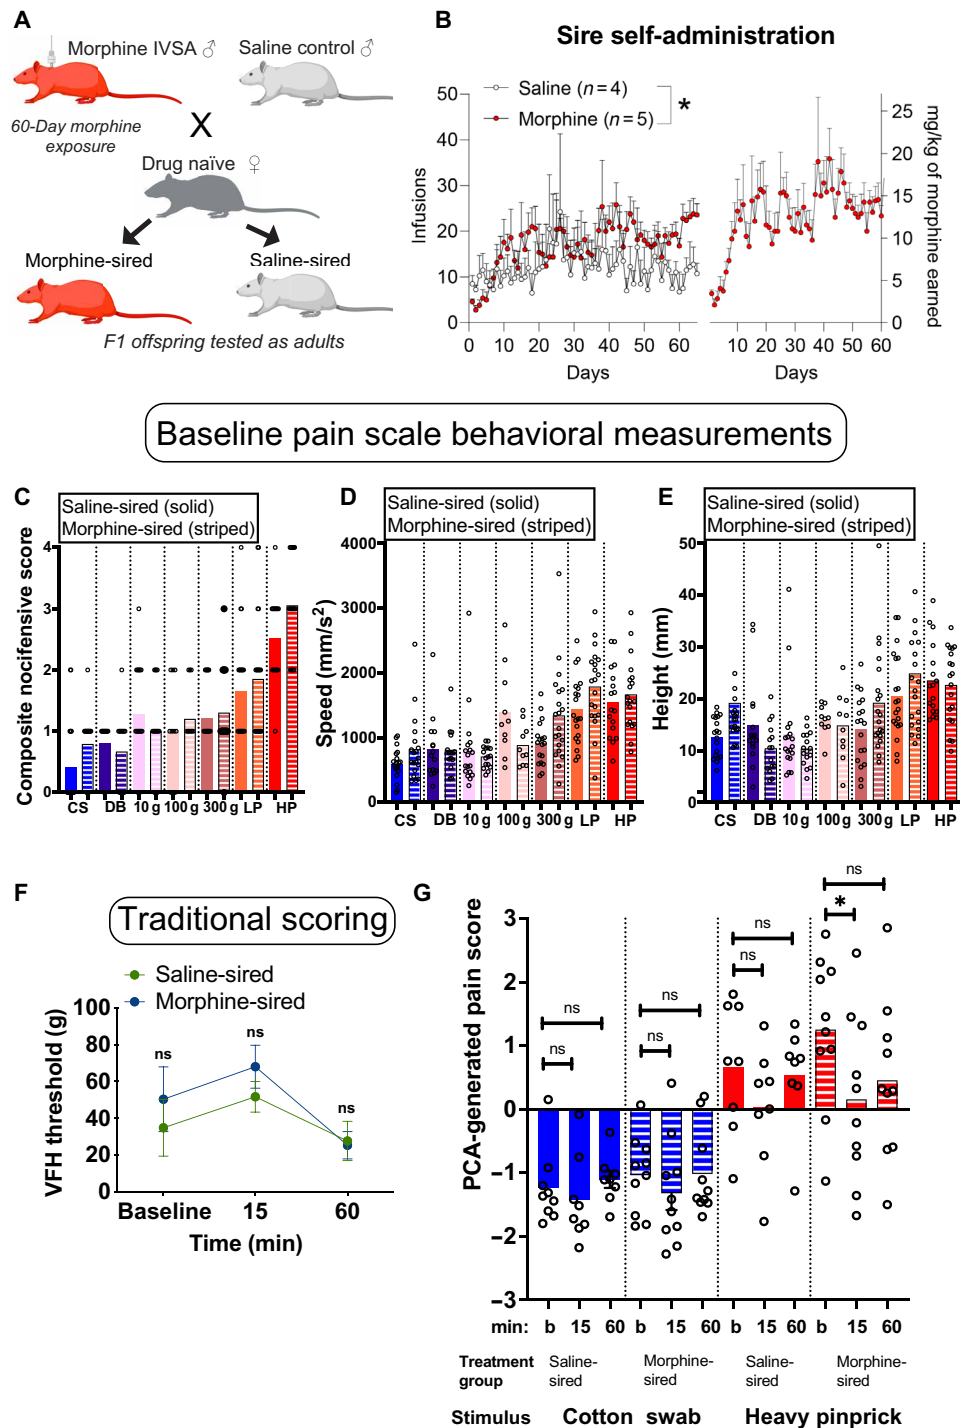 A
Morphine IVSA ♂
Saline control ♂
60-Day morphine
exposure
X
Drug naïve ♀
Morphine-sired
Saline-sired
F1 offspring tested as adults
B
Sire self-administration
Saline (n = 4)
Morphine (n = 5)
*
Infusions
50
40
30
20
10
0
0 10 20 30 40 50 60
Days
10 20 30 40 50 60
Days
25
20
15
10
5
0
mg/kg of morphine earned
Baseline pain scale behavioral measurements
C
Saline-sired (solid)
Morphine-sired (striped)
Composite nocifensive score
4
3
2
1
0
CS DB 10 g 100 g 300 g LP HP
D
Saline-sired (solid)
Morphine-sired (striped)
Speed (mm/s²)
4000
3000
2000
1000
0
CS DB 10 g 100 g 300 g LP HP
E
Saline-sired (solid)
Morphine-sired (striped)
Height (mm)
50
40
30
20
10
0
CS DB 10 g 100 g 300 g LP HP
F
Traditional scoring
Saline-sired
Morphine-sired
VFH threshold (g)
100
80
60
40
20
0
ns
ns
ns
Baseline 15 60
Time (min)
G
PCA-generated pain score
3
2
1
0
−1
−2
−3
ns
ns
ns
ns
ns
ns
ns
*
min: b 15 60 b 15 60 b 15 60 b 15 60
Treatment
group
Saline-
sired
Morphine-
sired
Saline-
sired
Morphine-
sired
Stimulus Cotton swab Heavy pinprick